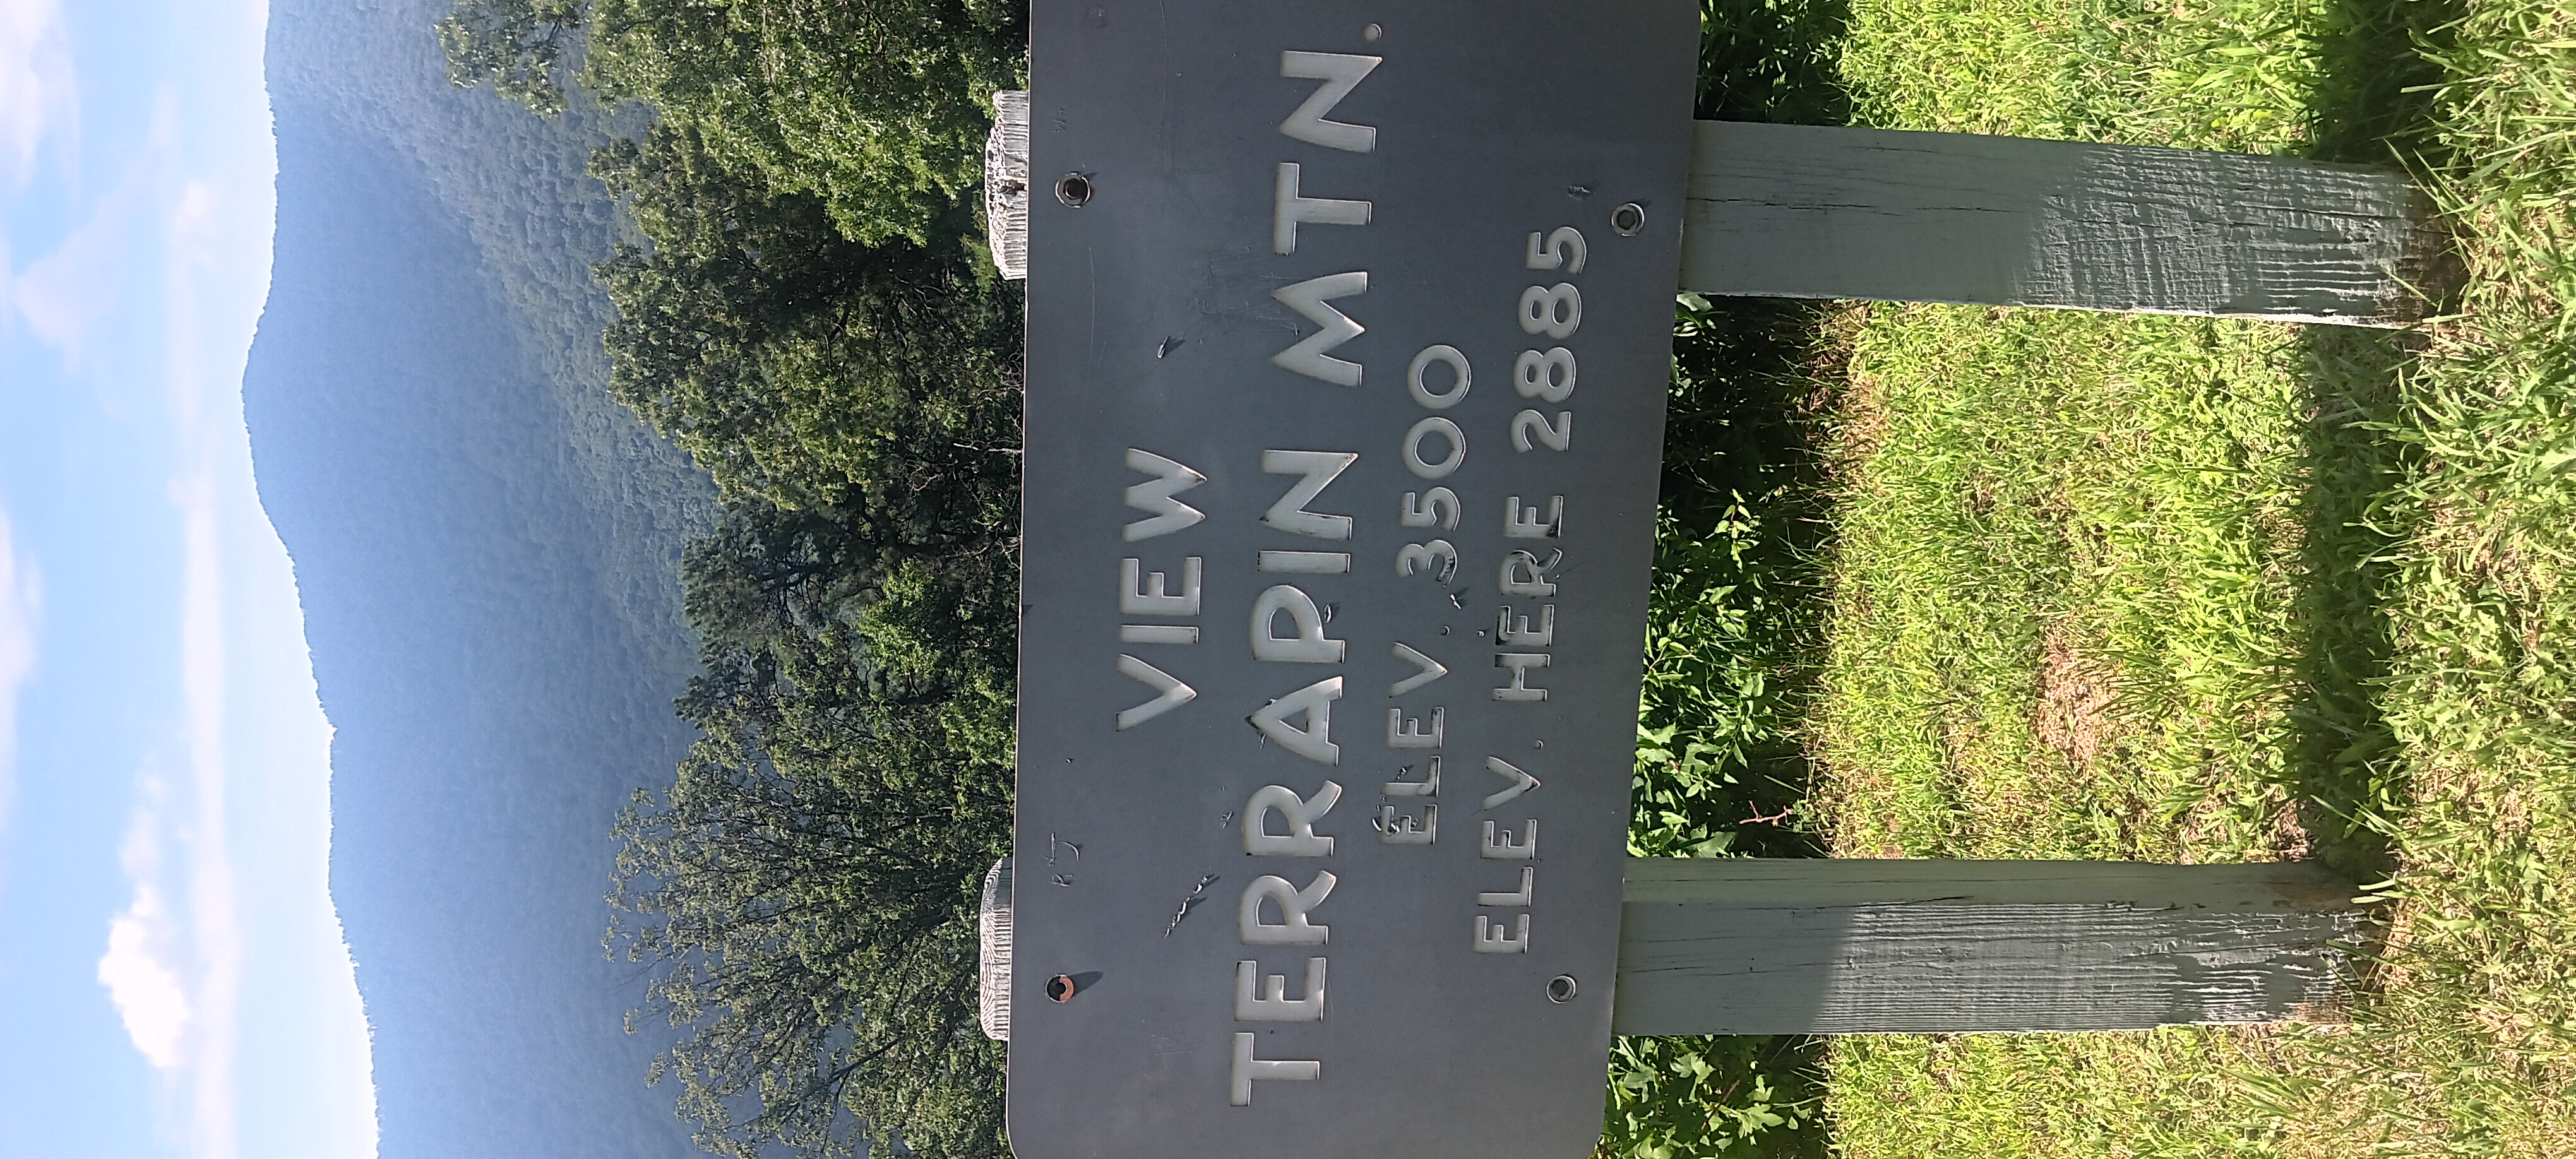 VIEW
TERRAPIN MTN.
ELEV. 3500
ELEV. HERE 2885